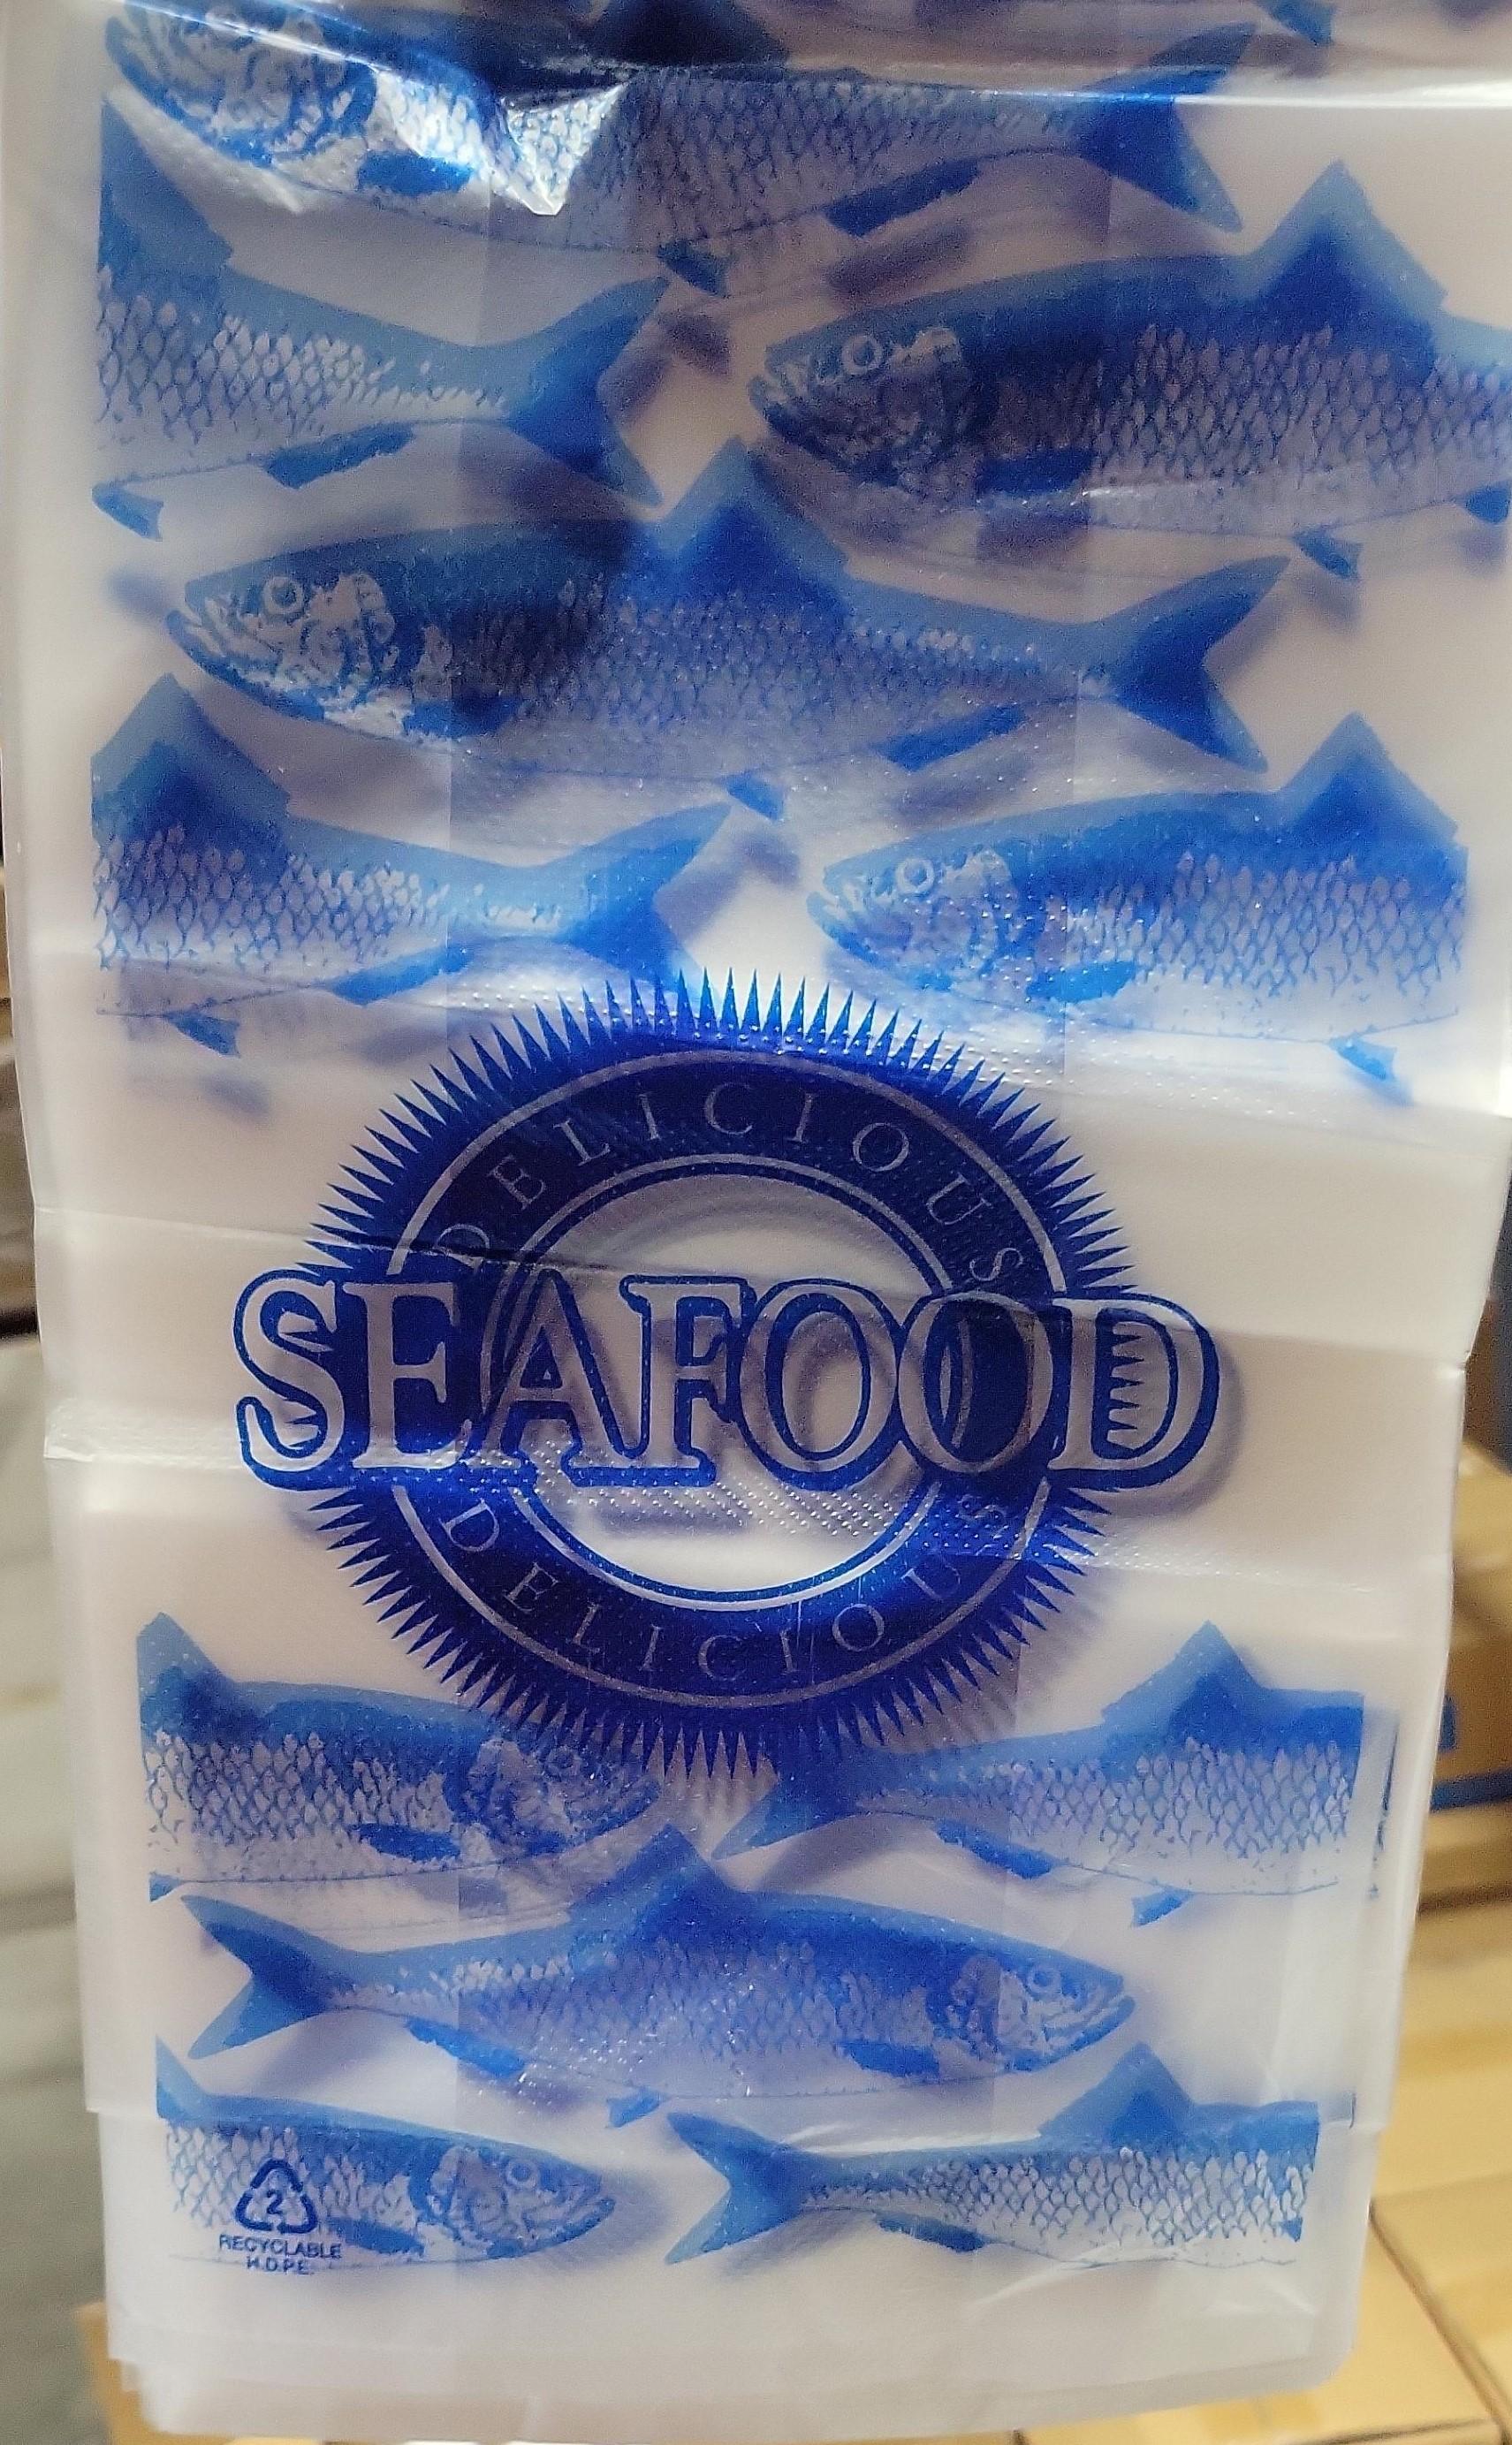 DELICIOUS
SEAFOOD
DELICIOUS
2
RECYCLABLE
H.D.P.E.